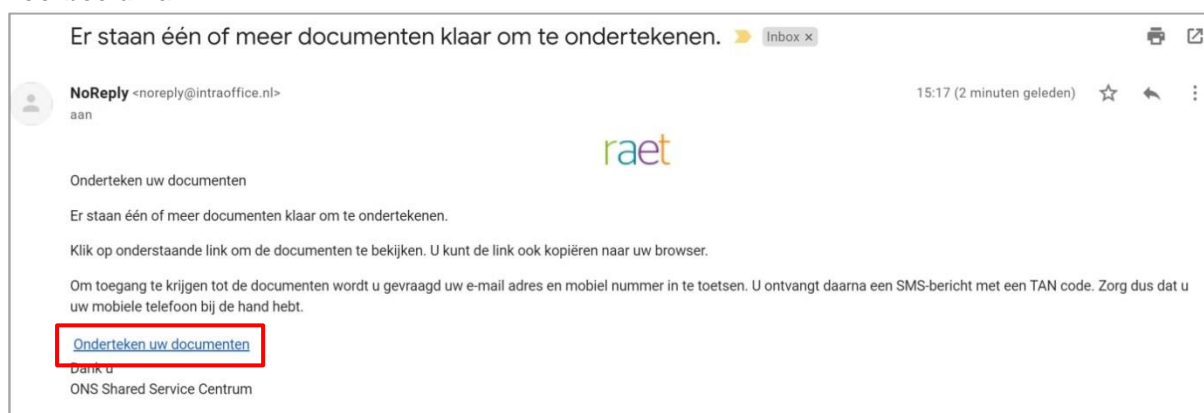 Er staan één of meer documenten klaar om te ondertekenen. Inbox x
NoReply <noreply@intraoffice.nl> 15:17 (2 minuten geleden)
aan
raet
Onderteken uw documenten
Er staan één of meer documenten klaar om te ondertekenen.
Klik op onderstaande link om de documenten te bekijken. U kunt de link ook kopiëren naar uw browser.
Om toegang te krijgen tot de documenten wordt u gevraagd uw e-mail adres en mobiel nummer in te toetsen. U ontvangt daarna een SMS-bericht met een TAN code. Zorg dus dat u
uw mobiele telefoon bij de hand hebt.
Onderteken uw documenten
Dank u
ONS Shared Service Centrum